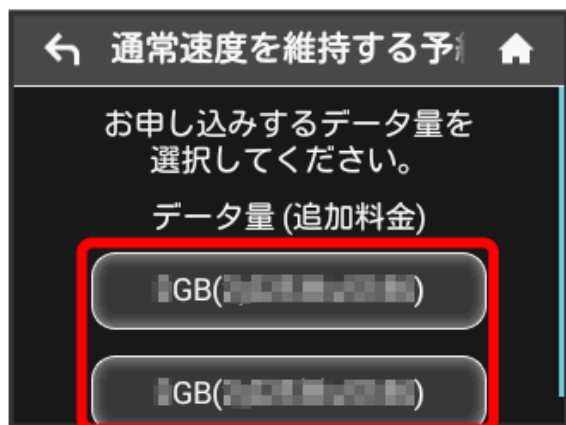 通常速度を維持する予
お申し込みするデータ量を
選択してください。
データ量 (追加料金)
GB( )
GB( )